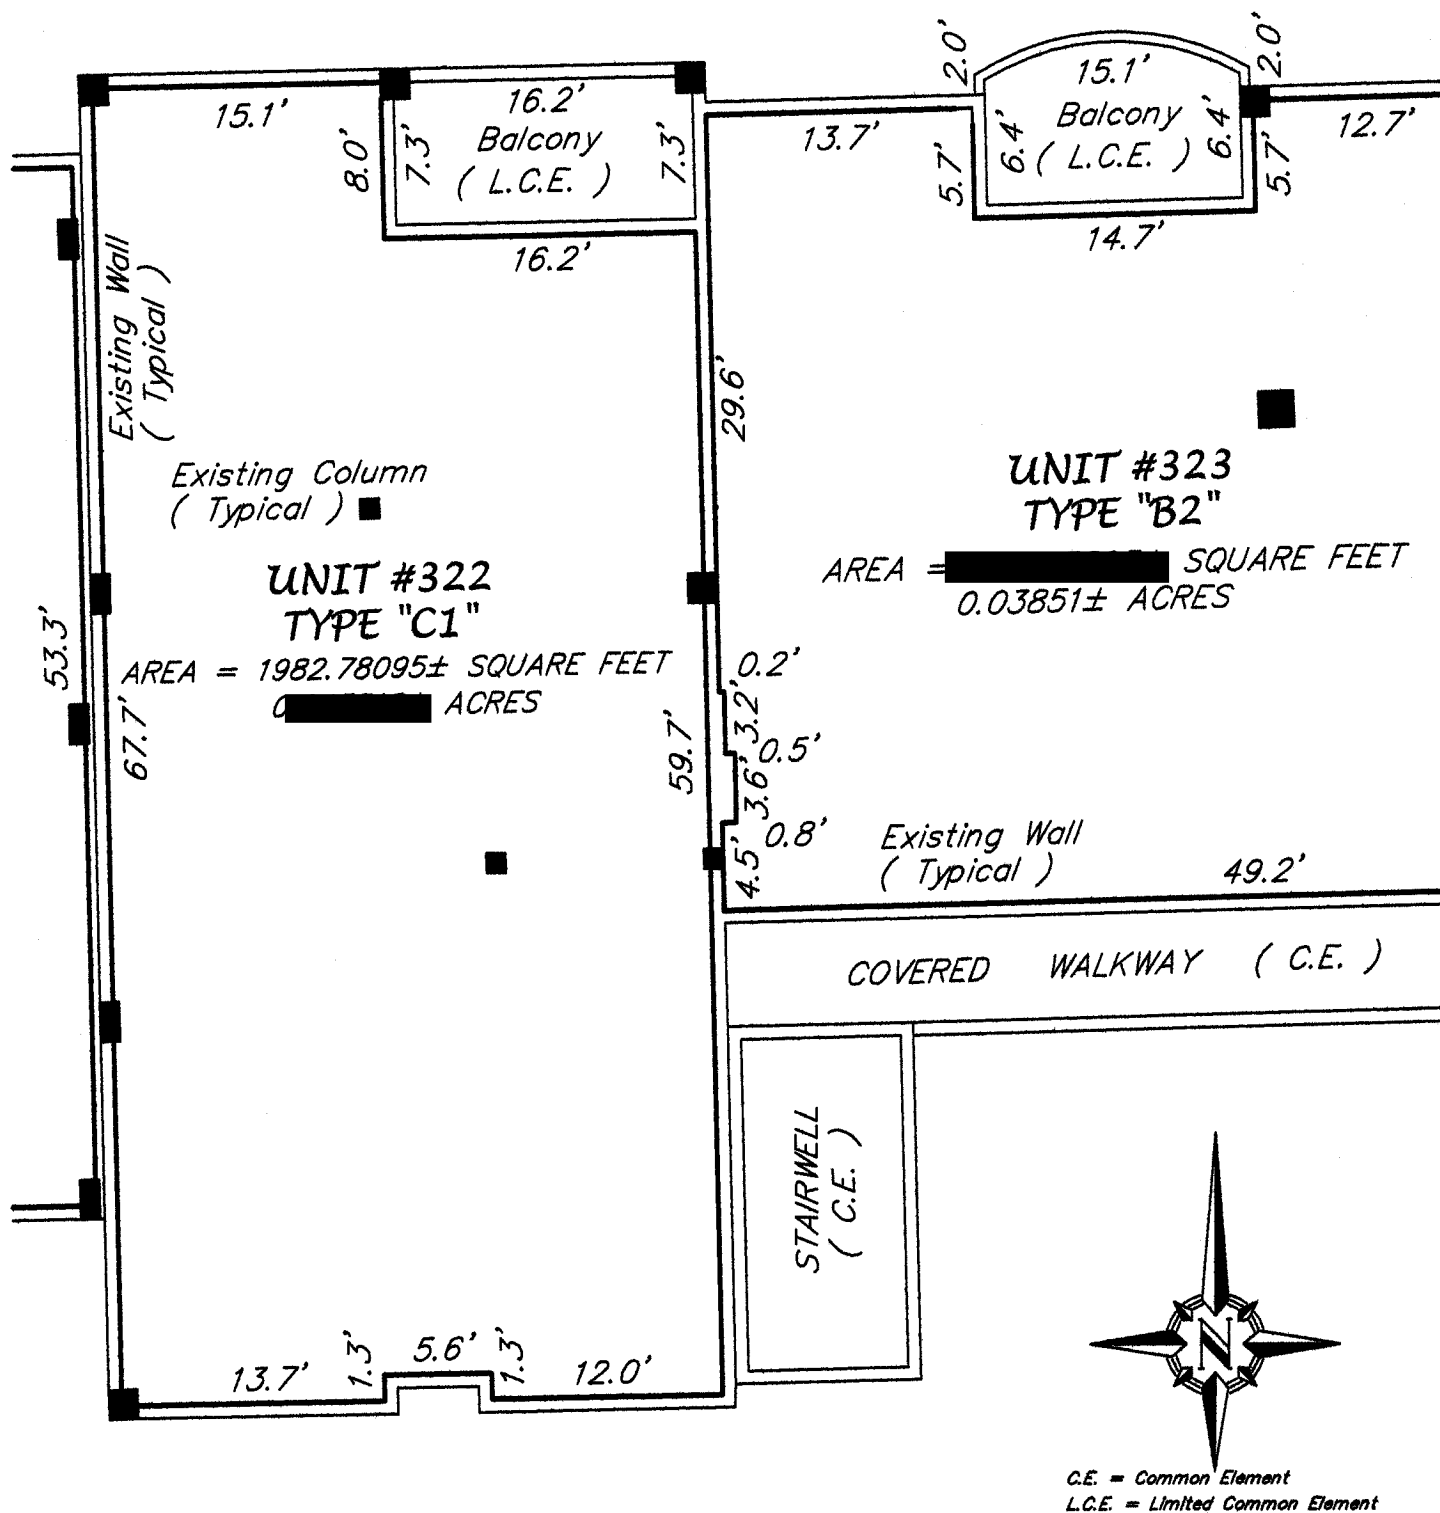 2.0'
2.0'
15.1'
16.2'
Balcony
( L.C.E. )
8.0'
7.3'
7.3'
16.2'
13.7'
15.1'
Balcony
( L.C.E. )
6.4'
6.4'
5.7'
5.7'
14.7'
12.7'
Existing Wall
( Typical )
29.6'
Existing Column
( Typical )
UNIT #322
TYPE "C1"
AREA = 1982.78095± SQUARE FEET
ACRES
UNIT #323
TYPE "B2"
AREA = SQUARE FEET
0.03851± ACRES
53.3'
67.7'
59.7'
0.2'
3.2'
0.5'
3.6'
0.8'
4.5'
Existing Wall
( Typical )
49.2'
COVERED WALKWAY ( C.E. )
STAIRWELL
( C.E. )
13.7'
1.3'
5.6'
1.3'
12.0'
N
C.E. = Common Element
L.C.E. = Limited Common Element